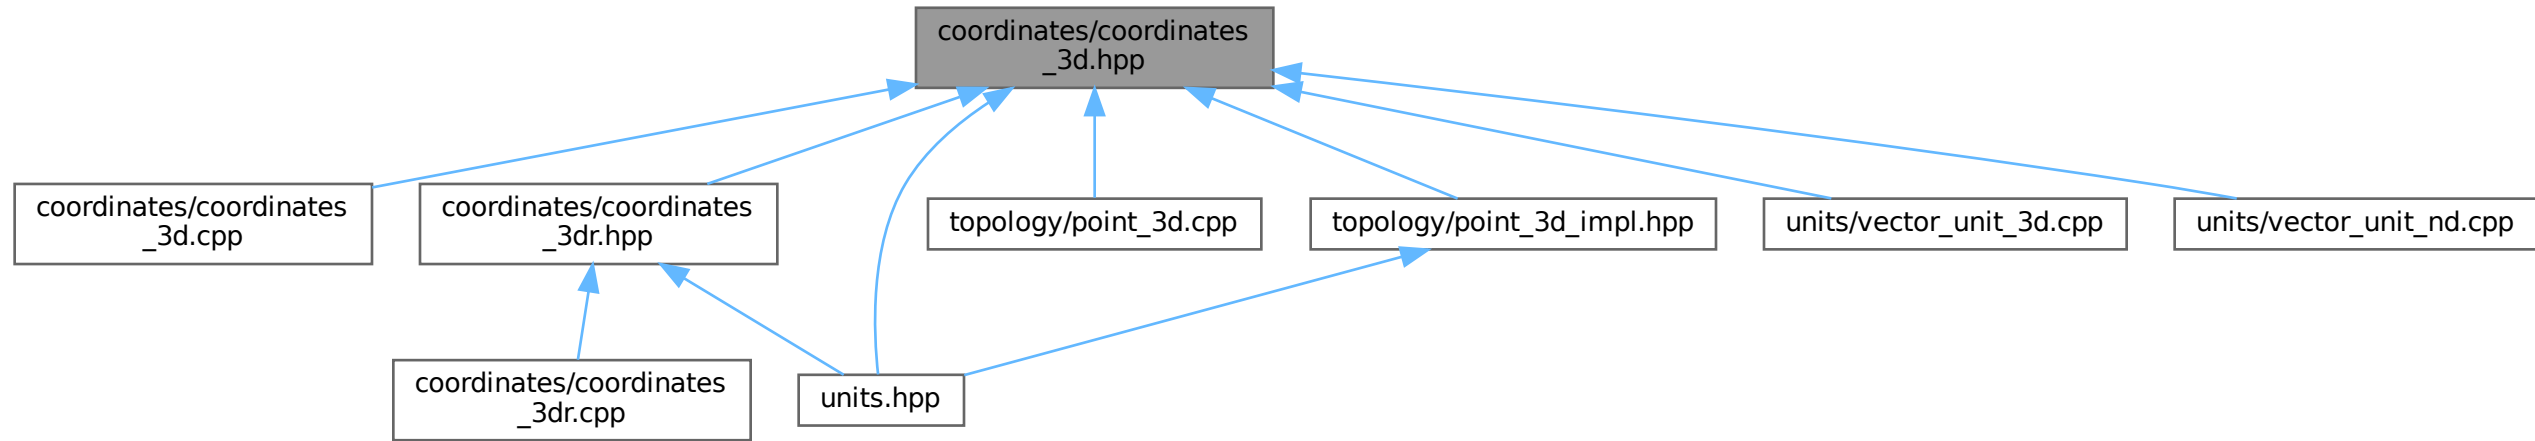 coordinates/coordinates
_3d.hpp
coordinates/coordinates
_3d.cpp
coordinates/coordinates
_3dr.hpp
topology/point_3d.cpp
topology/point_3d_impl.hpp
units/vector_unit_3d.cpp
units/vector_unit_nd.cpp
coordinates/coordinates
_3dr.cpp
units.hpp